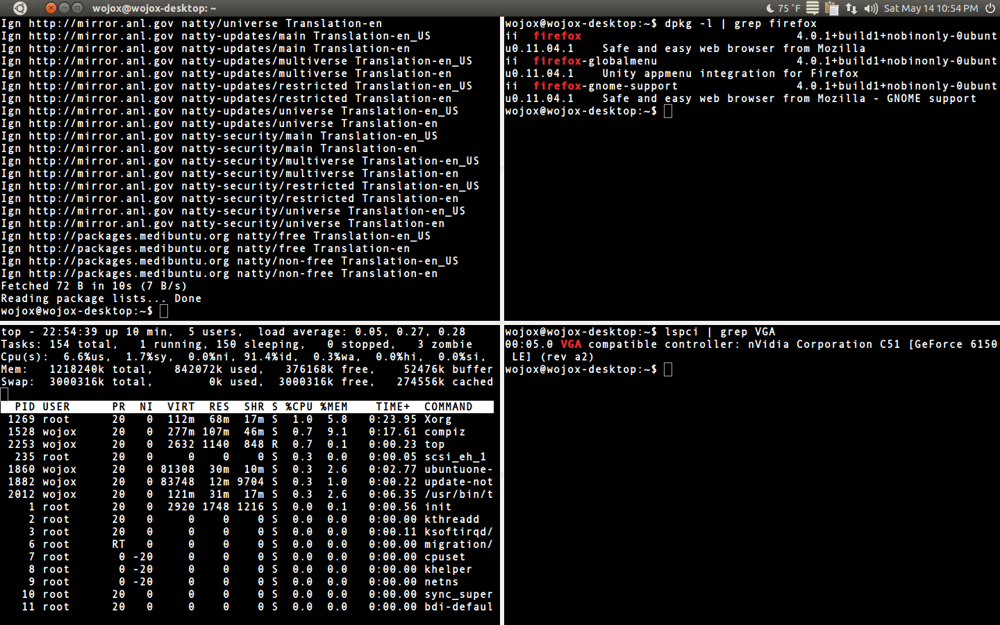 wojox@wojox-desktop: ~
75 °F
Sat May 14 10:54 PM
Ign http://mirror.anl.gov natty/universe Translation-en
Ign http://mirror.anl.gov natty-updates/main Translation-en_US
Ign http://mirror.anl.gov natty-updates/main Translation-en
Ign http://mirror.anl.gov natty-updates/multiverse Translation-en_US
Ign http://mirror.anl.gov natty-updates/multiverse Translation-en
Ign http://mirror.anl.gov natty-updates/restricted Translation-en_US
Ign http://mirror.anl.gov natty-updates/restricted Translation-en
Ign http://mirror.anl.gov natty-updates/universe Translation-en_US
Ign http://mirror.anl.gov natty-updates/universe Translation-en
Ign http://mirror.anl.gov natty-security/main Translation-en_US
Ign http://mirror.anl.gov natty-security/main Translation-en
Ign http://mirror.anl.gov natty-security/multiverse Translation-en_US
Ign http://mirror.anl.gov natty-security/multiverse Translation-en
Ign http://mirror.anl.gov natty-security/restricted Translation-en_US
Ign http://mirror.anl.gov natty-security/restricted Translation-en
Ign http://mirror.anl.gov natty-security/universe Translation-en_US
Ign http://mirror.anl.gov natty-security/universe Translation-en
Ign http://packages.medibuntu.org natty/free Translation-en_US
Ign http://packages.medibuntu.org natty/free Translation-en
Ign http://packages.medibuntu.org natty/non-free Translation-en_US
Ign http://packages.medibuntu.org natty/non-free Translation-en
Fetched 72 B in 10s (7 B/s)
Reading package lists... Done
wojox@wojox-desktop:~$
wojox@wojox-desktop:~$ dpkg -l | grep firefox
ii  firefox                               4.0.1+build1+nobinonly-0ubunt
u0.11.04.1    Safe and easy web browser from Mozilla
ii  firefox-globalmenu                    4.0.1+build1+nobinonly-0ubunt
u0.11.04.1    Unity appmenu integration for Firefox
ii  firefox-gnome-support                 4.0.1+build1+nobinonly-0ubunt
u0.11.04.1    Safe and easy web browser from Mozilla - GNOME support
wojox@wojox-desktop:~$
top - 22:54:39 up 10 min,  5 users,  load average: 0.05, 0.27, 0.28
Tasks: 154 total,   1 running, 150 sleeping,   0 stopped,   3 zombie
Cpu(s):  6.6%us,  1.7%sy,  0.0%ni, 91.4%id,  0.3%wa,  0.0%hi,  0.0%si,
Mem:   1218240k total,   842072k used,   376168k free,    52476k buffer
Swap:  3000316k total,        0k used,  3000316k free,   274556k cached
  PID USER      PR  NI  VIRT  RES  SHR S %CPU %MEM    TIME+  COMMAND
 1269 root      20   0  112m  68m  17m S  1.0  5.8   0:23.95 Xorg
 1528 wojox     20   0  277m 107m  46m S  0.7  9.1   0:17.61 compiz
 2253 wojox     20   0  2632 1140  848 R  0.7  0.1   0:00.23 top
  235 root      20   0     0    0    0 S  0.3  0.0   0:00.05 scsi_eh_1
 1860 wojox     20   0 81308  30m  10m S  0.3  2.6   0:02.77 ubuntuone-
 1882 wojox     20   0 83748  12m 9704 S  0.3  1.0   0:00.22 update-not
 2012 wojox     20   0  121m  31m  17m S  0.3  2.6   0:06.35 /usr/bin/t
    1 root      20   0  2920 1748 1216 S  0.0  0.1   0:00.56 init
    2 root      20   0     0    0    0 S  0.0  0.0   0:00.00 kthreadd
    3 root      20   0     0    0    0 S  0.0  0.0   0:00.11 ksoftirqd/
    6 root      RT   0     0    0    0 S  0.0  0.0   0:00.00 migration/
    7 root       0 -20     0    0    0 S  0.0  0.0   0:00.00 cpuset
    8 root       0 -20     0    0    0 S  0.0  0.0   0:00.00 khelper
    9 root       0 -20     0    0    0 S  0.0  0.0   0:00.00 netns
   10 root      20   0     0    0    0 S  0.0  0.0   0:00.00 sync_super
   11 root      20   0     0    0    0 S  0.0  0.0   0:00.00 bdi-defaul
wojox@wojox-desktop:~$ lspci | grep VGA
00:05.0 VGA compatible controller: nVidia Corporation C51 [GeForce 6150
 LE] (rev a2)
wojox@wojox-desktop:~$